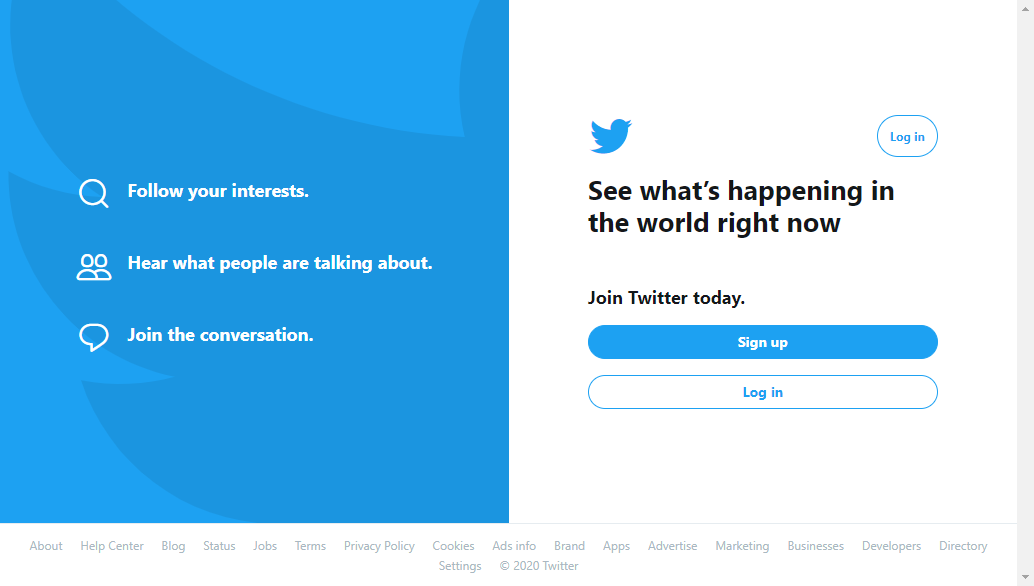 Follow your interests.
Hear what people are talking about.
Join the conversation.
Log in
See what’s happening in
the world right now
Join Twitter today.
Sign up
Log in
About Help Center Blog Status Jobs Terms Privacy Policy Cookies Ads info Brand Apps Advertise Marketing Businesses Developers Directory
Settings © 2020 Twitter